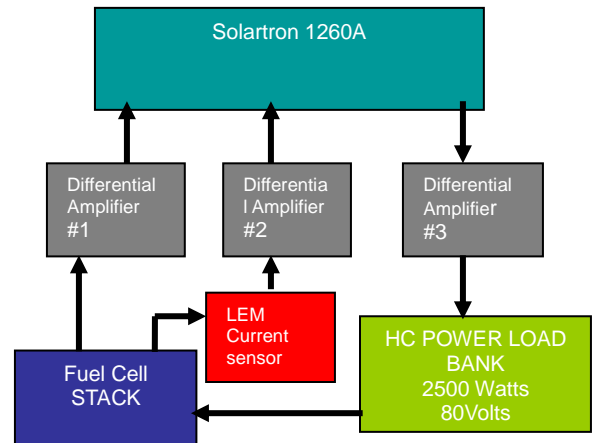 Solartron 1260A
Differential
Amplifier
#1
Differentia
l Amplifier
#2
Differential
Amplifier
#3
LEM
Current
sensor
HC POWER LOAD
BANK
2500 Watts
80Volts
Fuel Cell
STACK